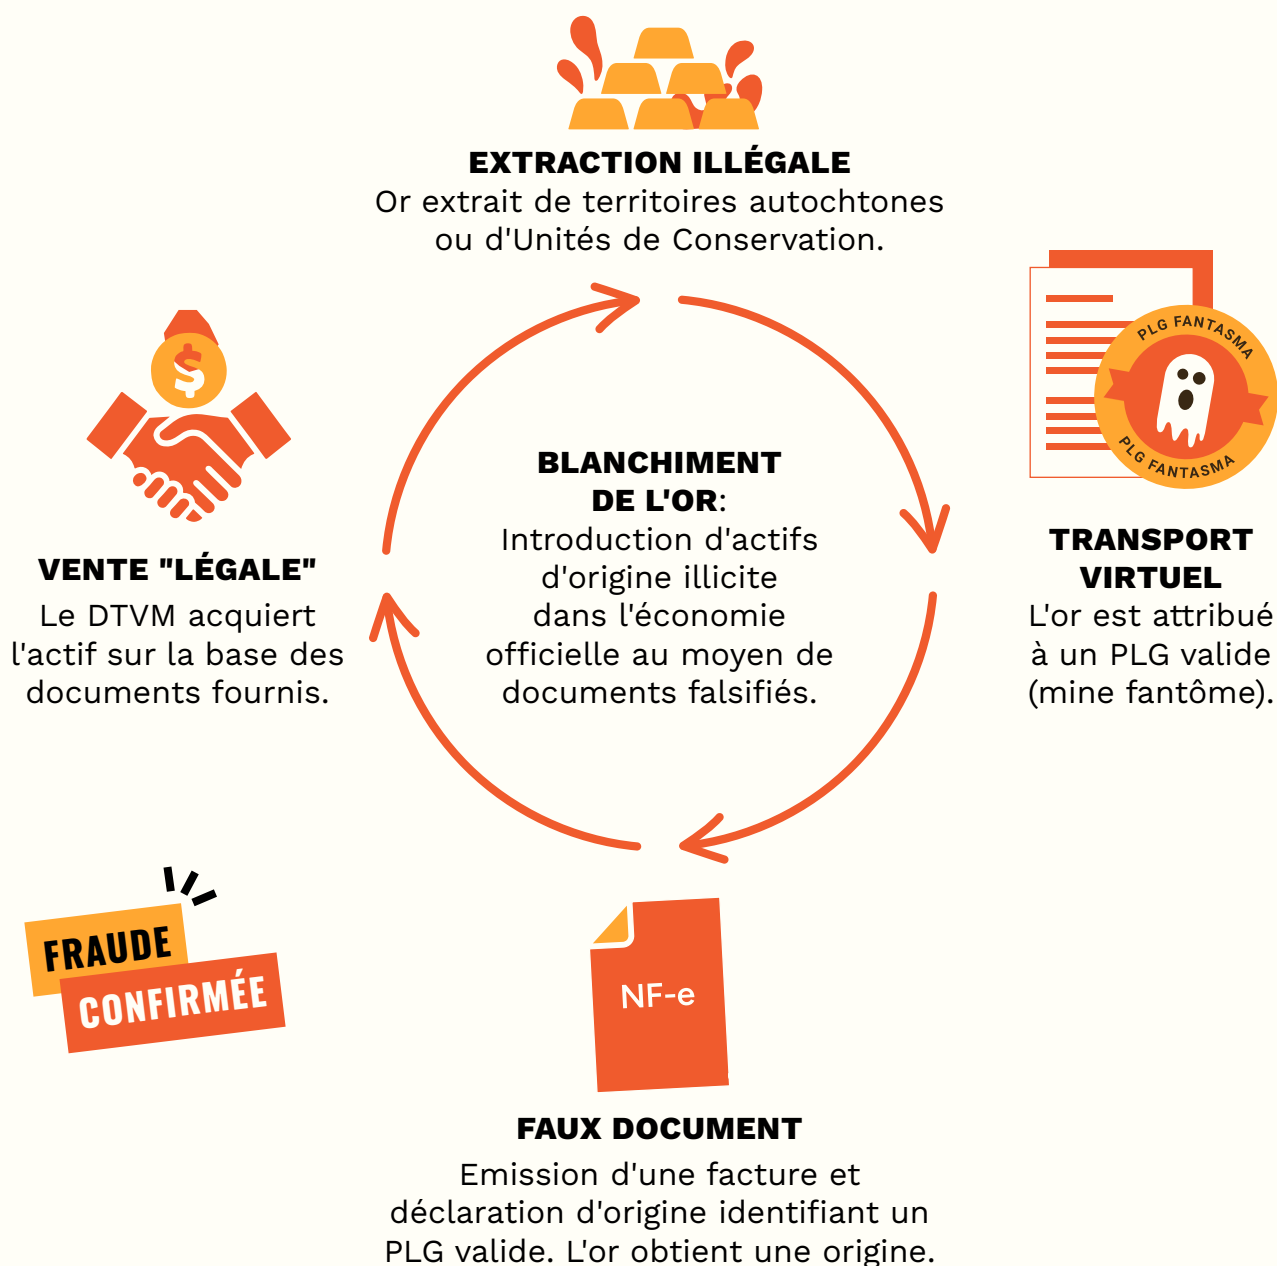 EXTRACTION ILLÉGALE
Or extrait de territoires autochtones
ou d'Unités de Conservation.
PLG FANTASMA
PLG FANTASMA
TRANSPORT
VIRTUEL
L'or est attribué
à un PLG valide
(mine fantôme).
BLANCHIMENT
DE L'OR:
Introduction d'actifs
d'origine illicite
dans l'économie
officielle au moyen de
documents falsifiés.
$
VENTE "LÉGALE"
Le DTVM acquiert
l'actif sur la base des
documents fournis.
FRAUDE
CONFIRMÉE
NF-e
FAUX DOCUMENT
Emission d'une facture et
déclaration d'origine identifiant un
PLG valide. L'or obtient une origine.